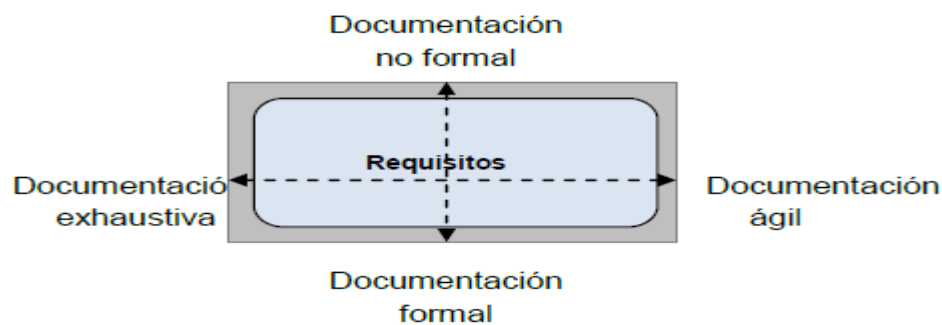 Documentación
no formal
Requisitos
Documentació
exhaustiva
Documentación
ágil
Documentación
formal